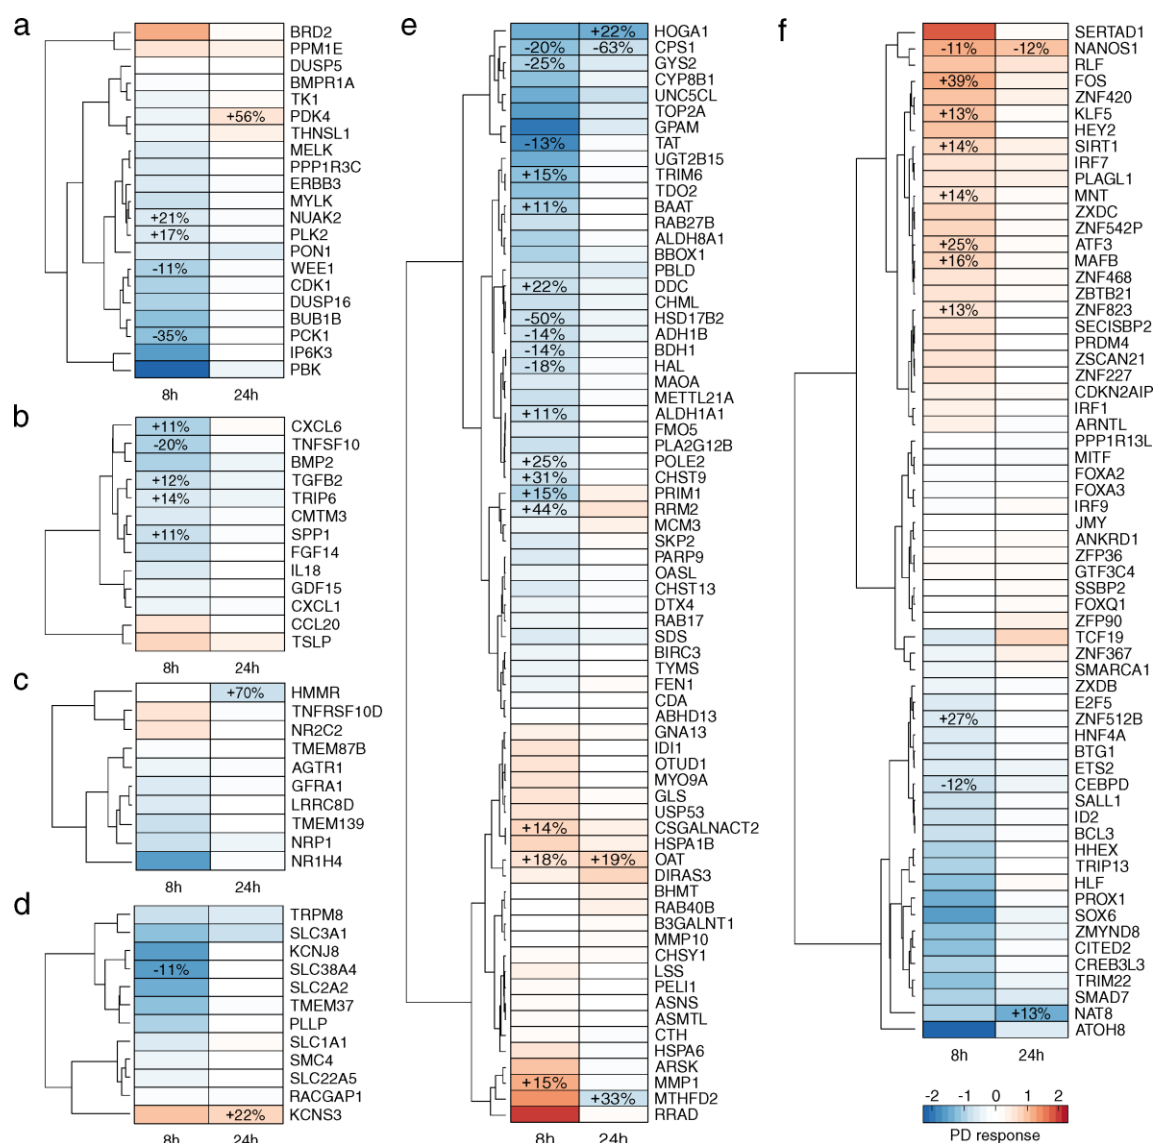 a
BRD2
PPM1E
DUSP5
BMPR1A
TK1
+56% PDK4
THNSL1
MELK
PPP1R3C
ERBB3
MYLK
+21% NUAK2
+17% PLK2
PON1
-11% WEE1
CDK1
DUSP16
BUB1B
-35% PCK1
IP6K3
PBK
8h 24h
b
+11% CXCL6
-20% TNFSF10
BMP2
+12% TGFB2
+14% TRIP6
CMTM3
+11% SPP1
FGF14
IL18
GDF15
CXCL1
CCL20
TSLP
8h 24h
c
+70% HMMR
TNFRSF10D
NR2C2
TMEM87B
AGTR1
GFRA1
LRRC8D
TMEM139
NRP1
NR1H4
8h 24h
d
TRPM8
SLC3A1
KCNJ8
-11% SLC38A4
SLC2A2
TMEM37
PLLP
SLC1A1
SMC4
SLC22A5
RACGAP1
+22% KCNS3
8h 24h
e
+22% HOGA1
-20% -63% CPS1
-25% GYS2
CYP8B1
UNC5CL
TOP2A
GPAM
-13% TAT
UGT2B15
+15% TRIM6
TDO2
+11% BAAT
RAB27B
ALDH8A1
BBOX1
PBLD
+22% DDC
CHML
-50% HSD17B2
-14% ADH1B
-14% BDH1
-18% HAL
MAOA
METTL21A
+11% ALDH1A1
FMO5
PLA2G12B
+25% POLE2
+31% CHST9
+15% PRIM1
+44% RRM2
MCM3
SKP2
PARP9
OASL
CHST13
DTX4
RAB17
SDS
BIRC3
TYMS
FEN1
CDA
ABHD13
GNA13
IDI1
OTUD1
MYO9A
GLS
USP53
+14% CSGALNACT2
HSPA1B
+18% +19% OAT
DIRAS3
BHMT
RAB40B
B3GALNT1
MMP10
CHSY1
LSS
PELI1
ASNS
ASMTL
CTH
HSPA6
ARSK
+15% MMP1
+33% MTHFD2
RRAD
8h 24h
f
SERTAD1
-11% -12% NANOS1
RLF
+39% FOS
ZNF420
+13% KLF5
HEY2
+14% SIRT1
IRF7
PLAGL1
+14% MNT
ZXDC
ZNF542P
+25% ATF3
+16% MAFB
ZNF468
ZBTB21
+13% ZNF823
SECISBP2
PRDM4
ZSCAN21
ZNF227
CDKN2AIP
IRF1
ARNTL
PPP1R13L
MITF
FOXA2
FOXA3
IRF9
JMY
ANKRD1
ZFP36
GTF3C4
SSBP2
FOXQ1
ZFP90
TCF19
ZNF367
SMARCA1
ZXDB
E2F5
+27% ZNF512B
HNF4A
BTG1
ETS2
-12% CEBPD
SALL1
ID2
BCL3
HHEX
TRIP13
HLF
PROX1
SOX6
ZMYND8
CITED2
CREB3L3
TRIM22
SMAD7
+13% NAT8
ATOH8
8h 24h
-2 -1 0 1 2
PD response